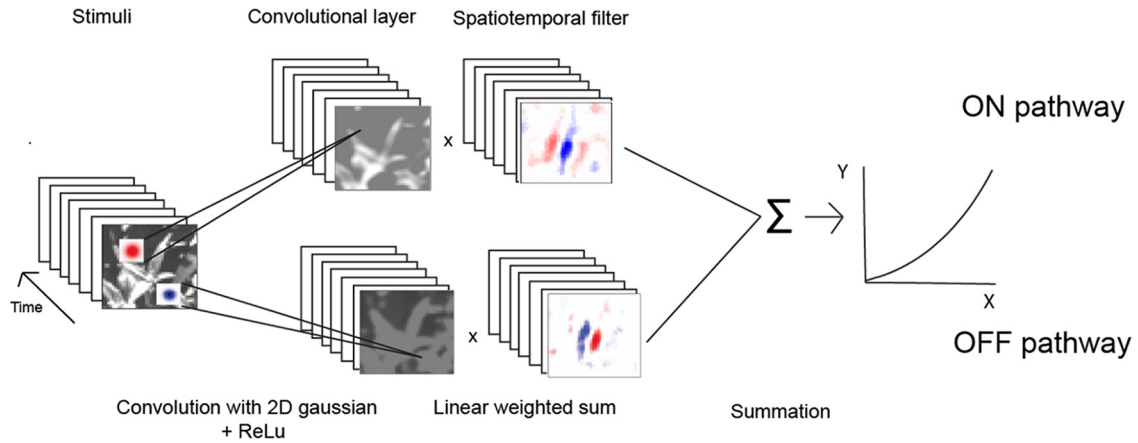 Stimuli
Convolutional layer
Spatiotemporal filter
ON pathway
x
Y
Σ
Time
X
x
OFF pathway
Convolution with 2D gaussian
+ ReLu
Linear weighted sum
Summation